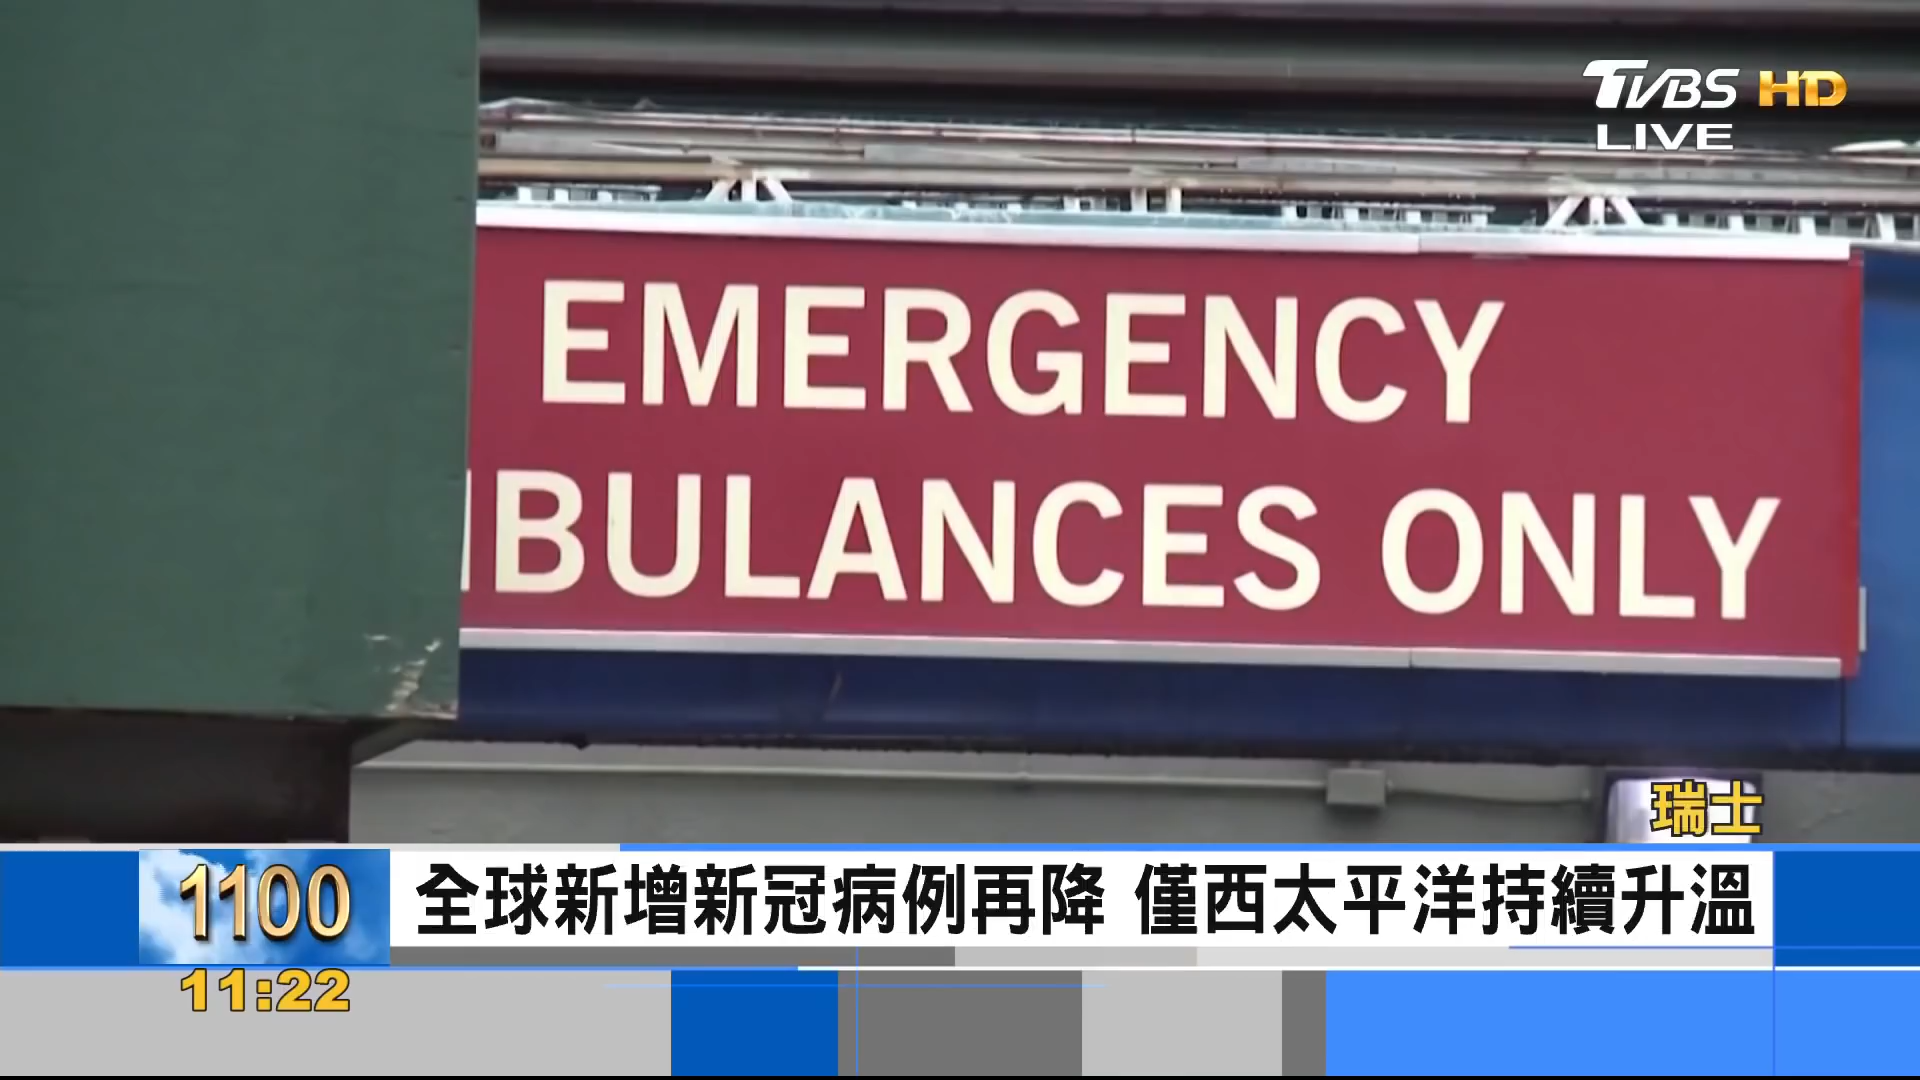 TVBS HD
LIVE
EMERGENCY
BULANCES ONLY
瑞士
1100
全球新增新冠病例再降 僅西太平洋持續升溫
11:22